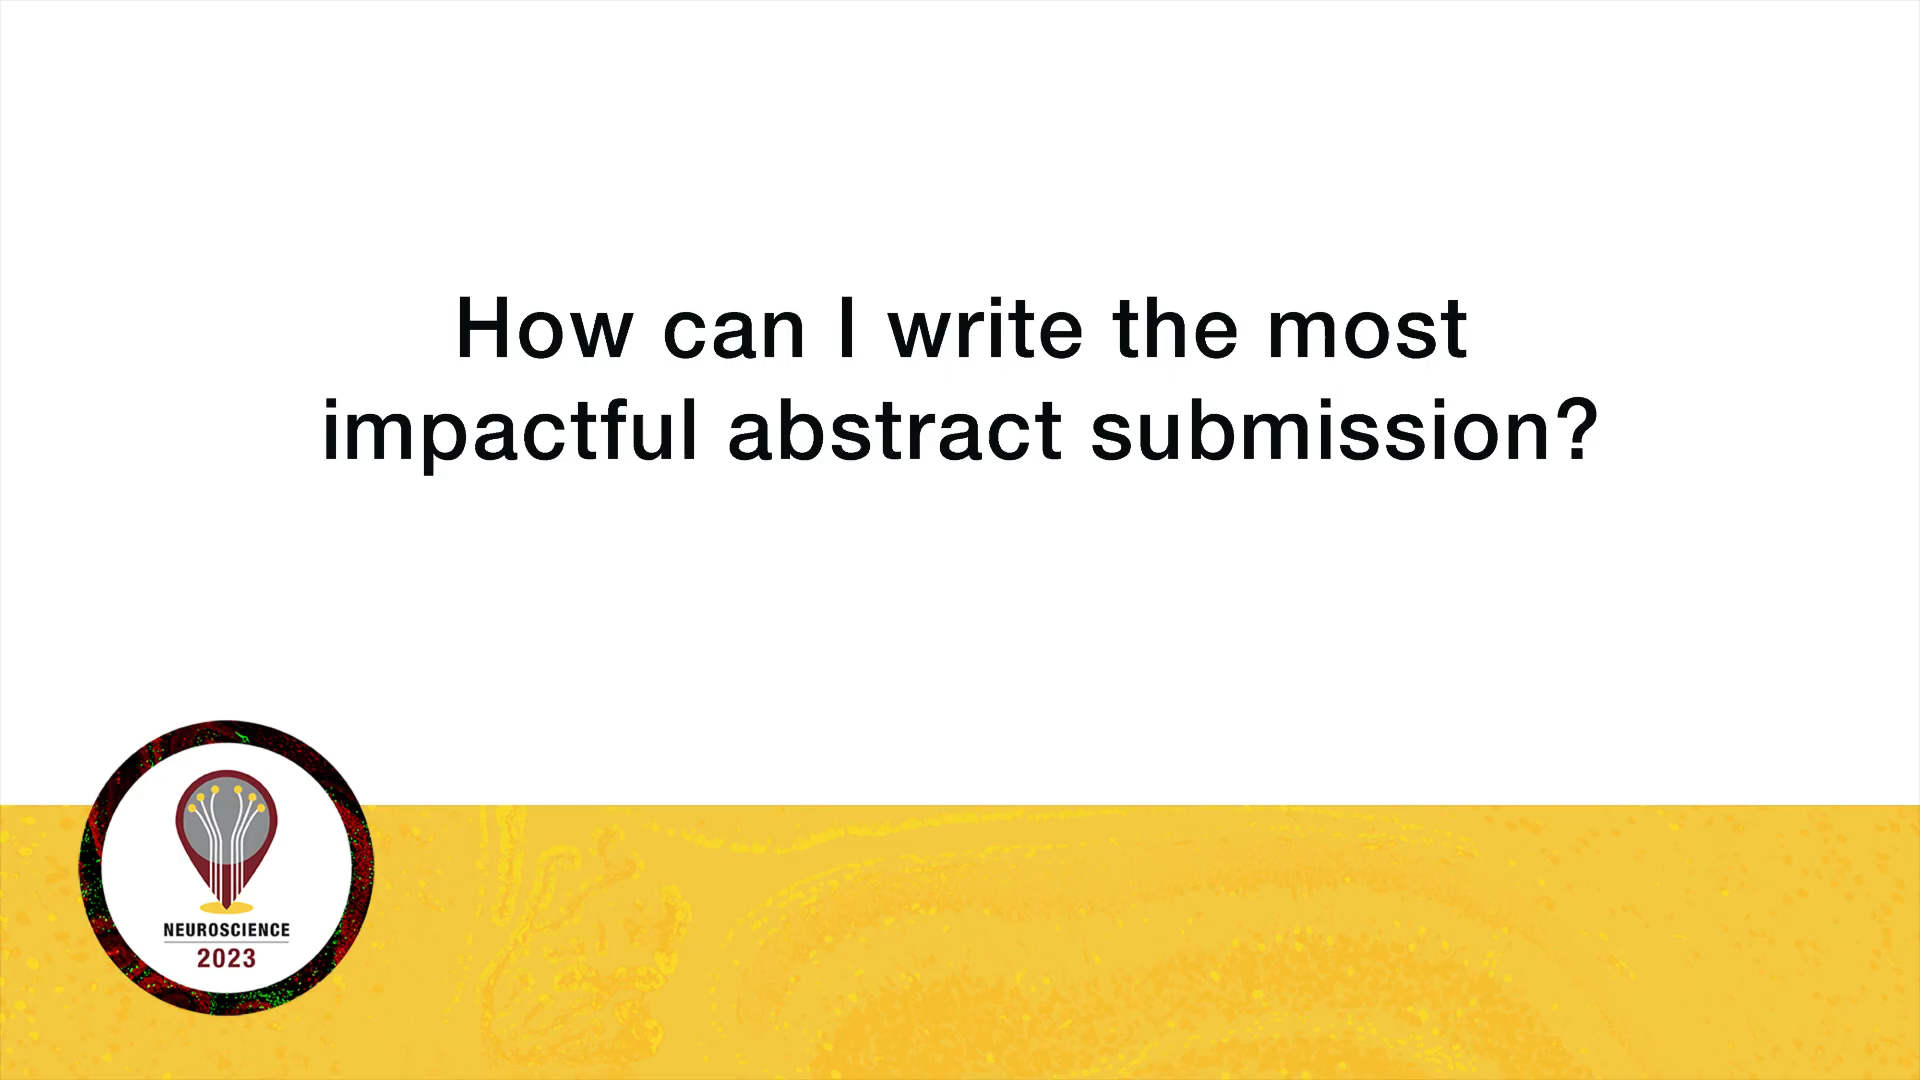 How can I write the most
impactful abstract submission?
NEUROSCIENCE
2023